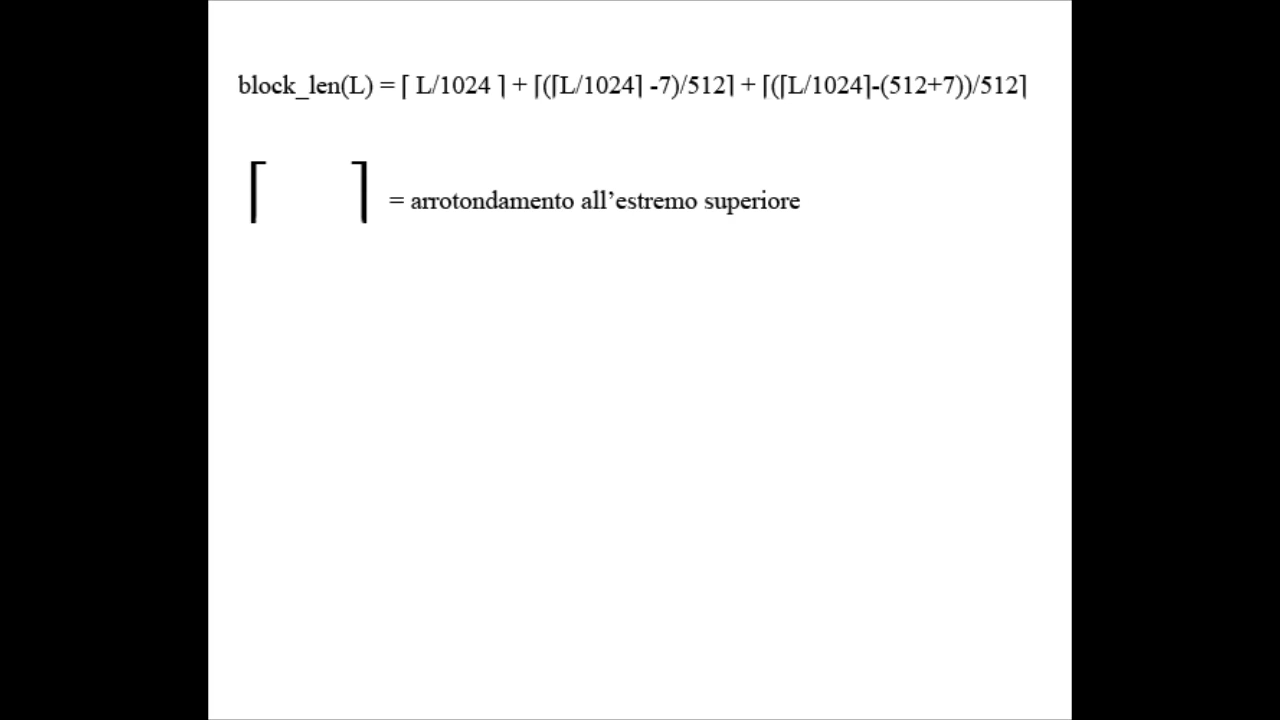 block_len(L) = ⌈ L/1024 ⌉ + ⌈(⌈L/1024⌉ -7)/512⌉ + ⌈(⌈L/1024⌉-(512+7))/512⌉
⌈ ⌉ = arrotondamento all’estremo superiore